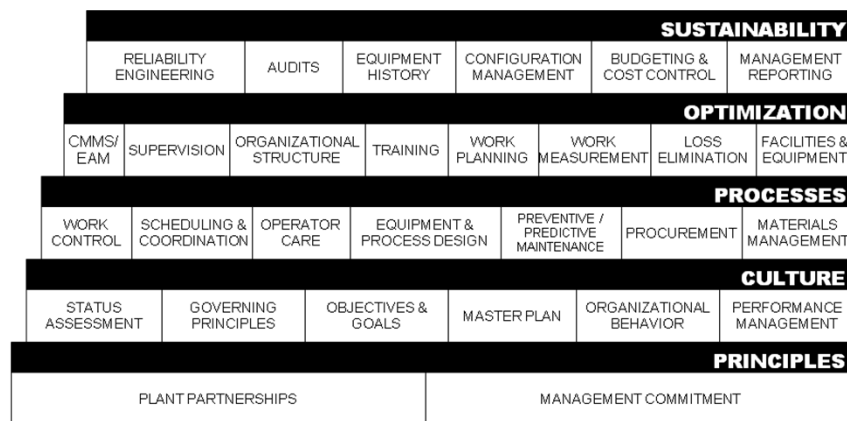 SUSTAINABILITY
RELIABILITY
ENGINEERING
AUDITS
EQUIPMENT
HISTORY
CONFIGURATION
MANAGEMENT
BUDGETING &
COST CONTROL
MANAGEMENT
REPORTING
OPTIMIZATION
CMMS/
EAM
SUPERVISION
ORGANIZATIONAL
STRUCTURE
TRAINING
WORK
PLANNING
WORK
MEASUREMENT
LOSS
ELIMINATION
FACILITIES &
EQUIPMENT
PROCESSES
WORK
CONTROL
SCHEDULING &
COORDINATION
OPERATOR
CARE
EQUIPMENT &
PROCESS DESIGN
PREVENTIVE /
PREDICTIVE
MAINTENANCE
PROCUREMENT
MATERIALS
MANAGEMENT
CULTURE
STATUS
ASSESSMENT
GOVERNING
PRINCIPLES
OBJECTIVES &
GOALS
MASTER PLAN
ORGANIZATIONAL
BEHAVIOR
PERFORMANCE
MANAGEMENT
PRINCIPLES
PLANT PARTNERSHIPS
MANAGEMENT COMMITMENT